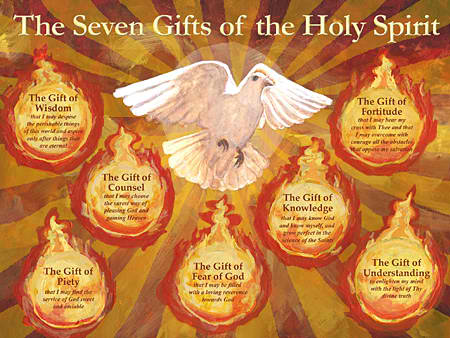 The Seven Gifts of the Holy Spirit
The Gift of
Wisdom
that I may despise
the perishable things
of this world and aspire
only after things that
are eternal
The Gift of
Fortitude
that I may bear my
cross with Thee and that
I may overcome with
courage all the obstacles
that oppose my salvation
The Gift of
Counsel
that I may choose
the surest way of
pleasing God and
gaining Heaven
The Gift of
Knowledge
that I may know God
and know myself, and
grow perfect in the
science of the Saints
The Gift of
Piety
that I may find the
service of God sweet
and amiable
The Gift of
Fear of God
that I may be filled
with a loving reverence
towards God
The Gift of
Understanding
to enlighten my mind
with the light of Thy
divine truth